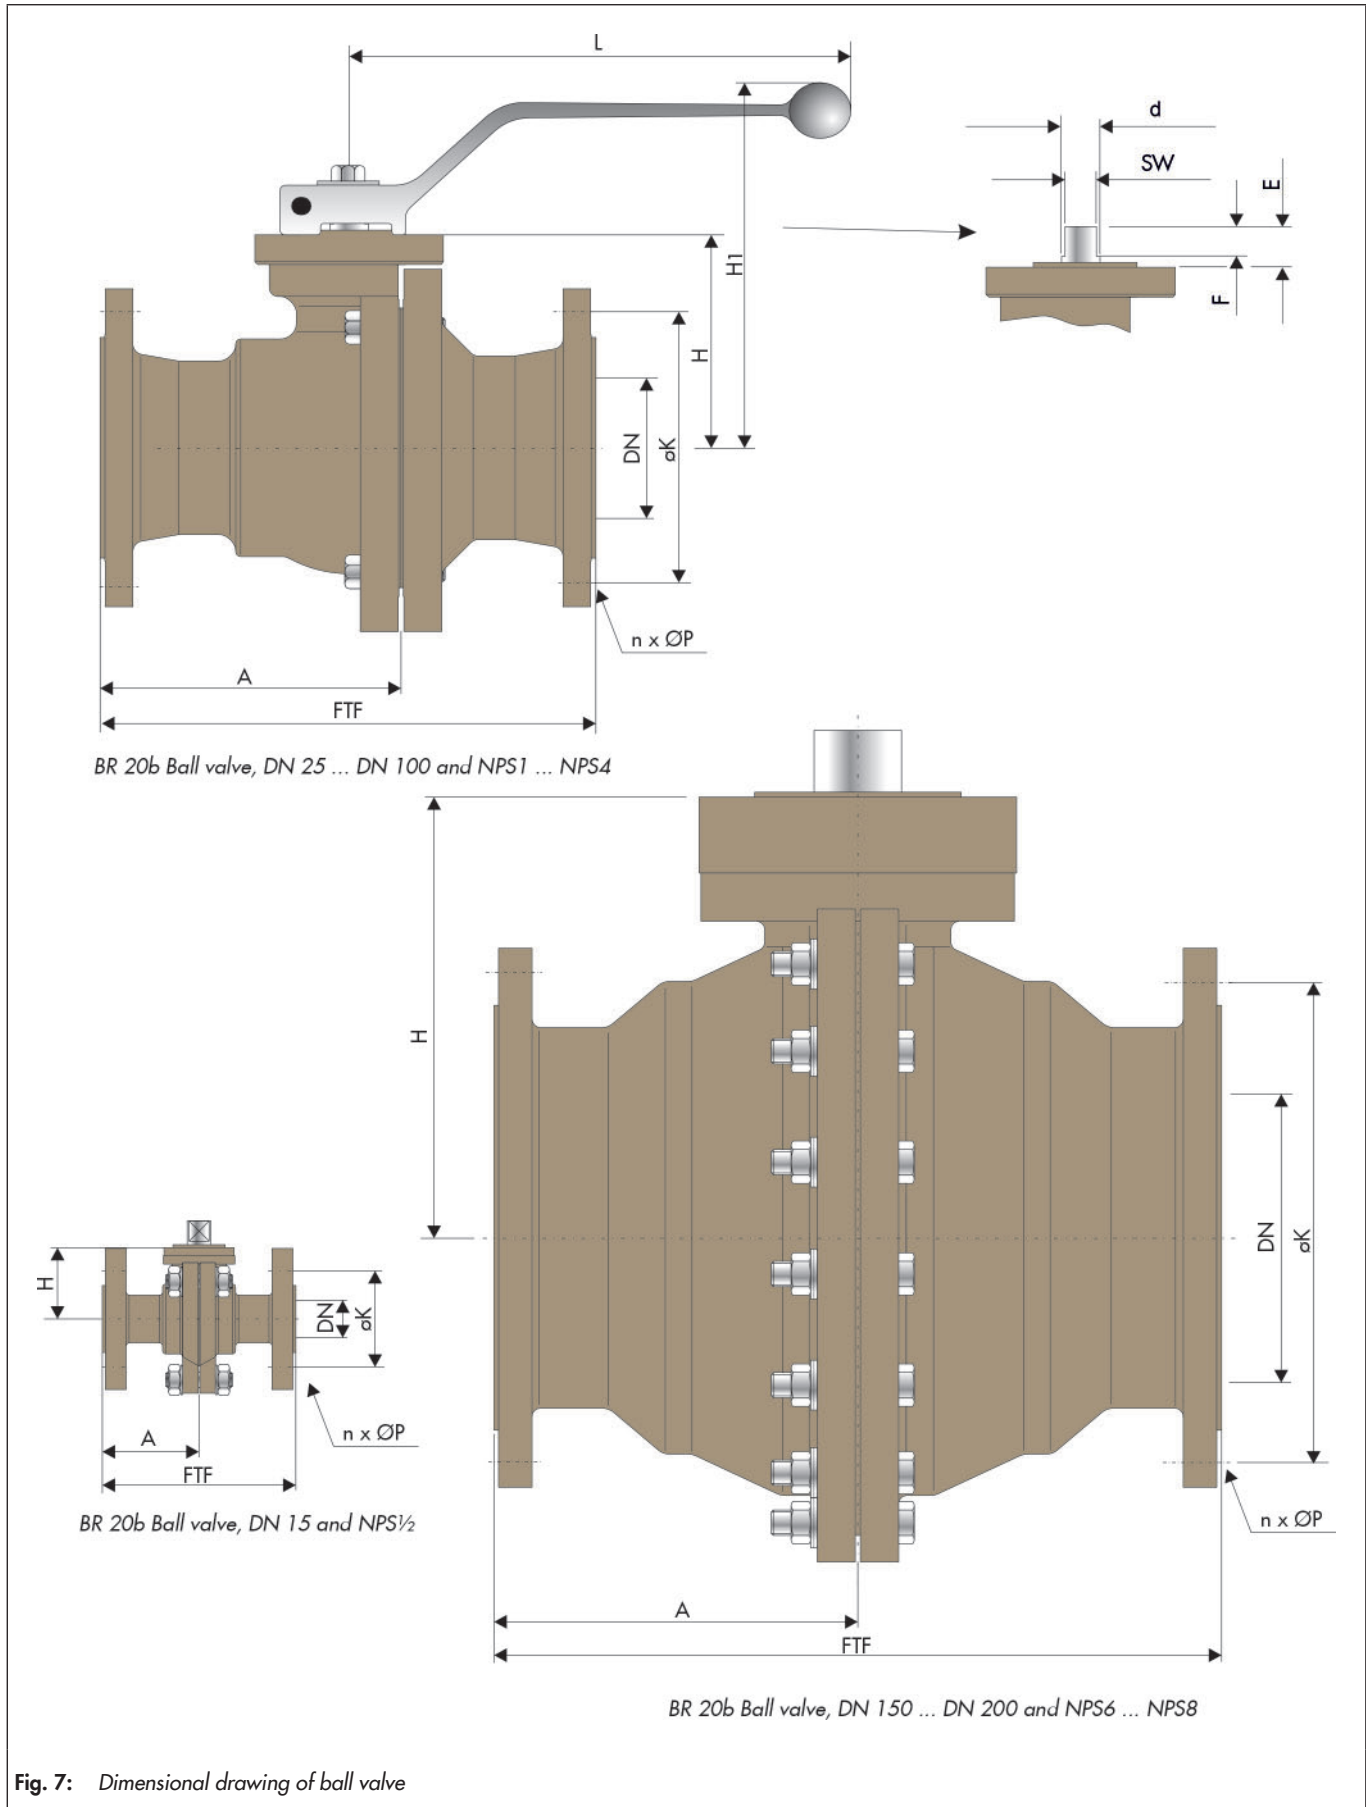 L
d
SW
E
H1
F
H
DN
øK
n x ØP
A
FTF
BR 20b Ball valve, DN 25 ... DN 100 and NPS1 ... NPS4
H
DN
øK
H
DN
øK
n x ØP
A
FTF
BR 20b Ball valve, DN 15 and NPS½
n x ØP
A
FTF
BR 20b Ball valve, DN 150 ... DN 200 and NPS6 ... NPS8
Fig. 7: Dimensional drawing of ball valve